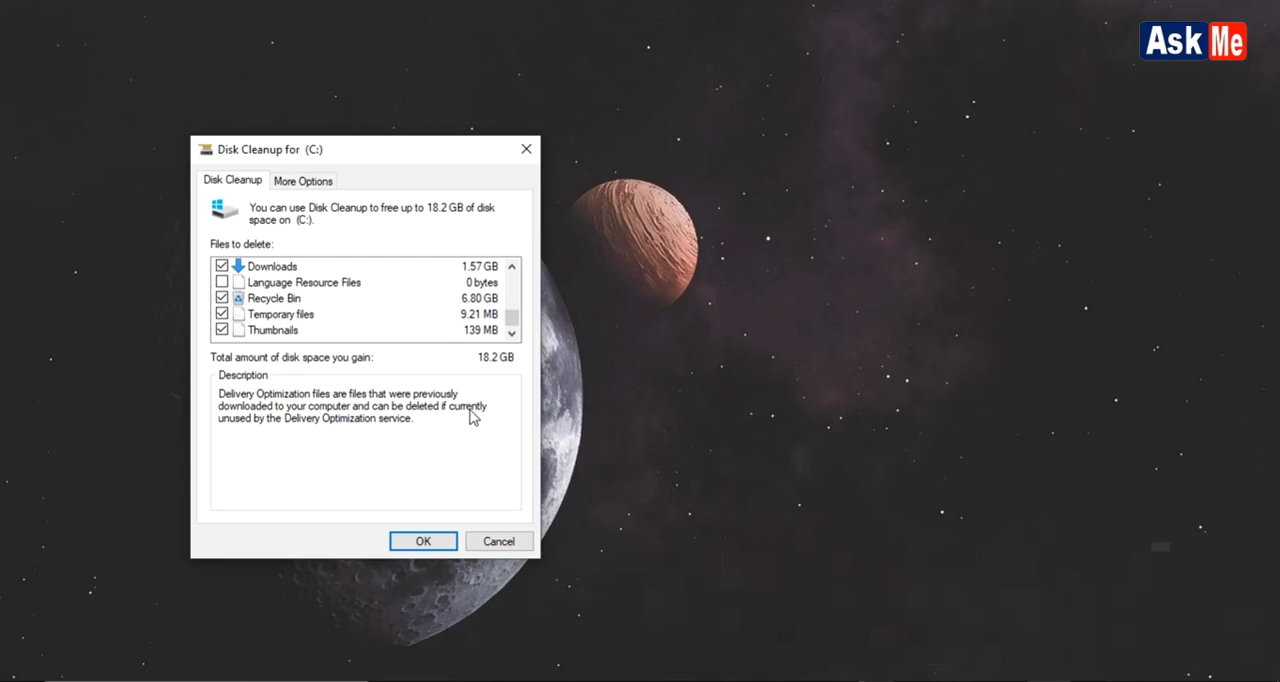 Ask Me
Disk Cleanup for (C:)
Disk Cleanup
More Options
You can use Disk Cleanup to free up to 18.2 GB of disk
space on (C:).
Files to delete:
Downloads 1.57 GB
Language Resource Files 0 bytes
Recycle Bin 6.80 GB
Temporary files 9.21 MB
Thumbnails 139 MB
Total amount of disk space you gain: 18.2 GB
Description
Delivery Optimization files are files that were previously
downloaded to your computer and can be deleted if currently
unused by the Delivery Optimization service.
OK
Cancel